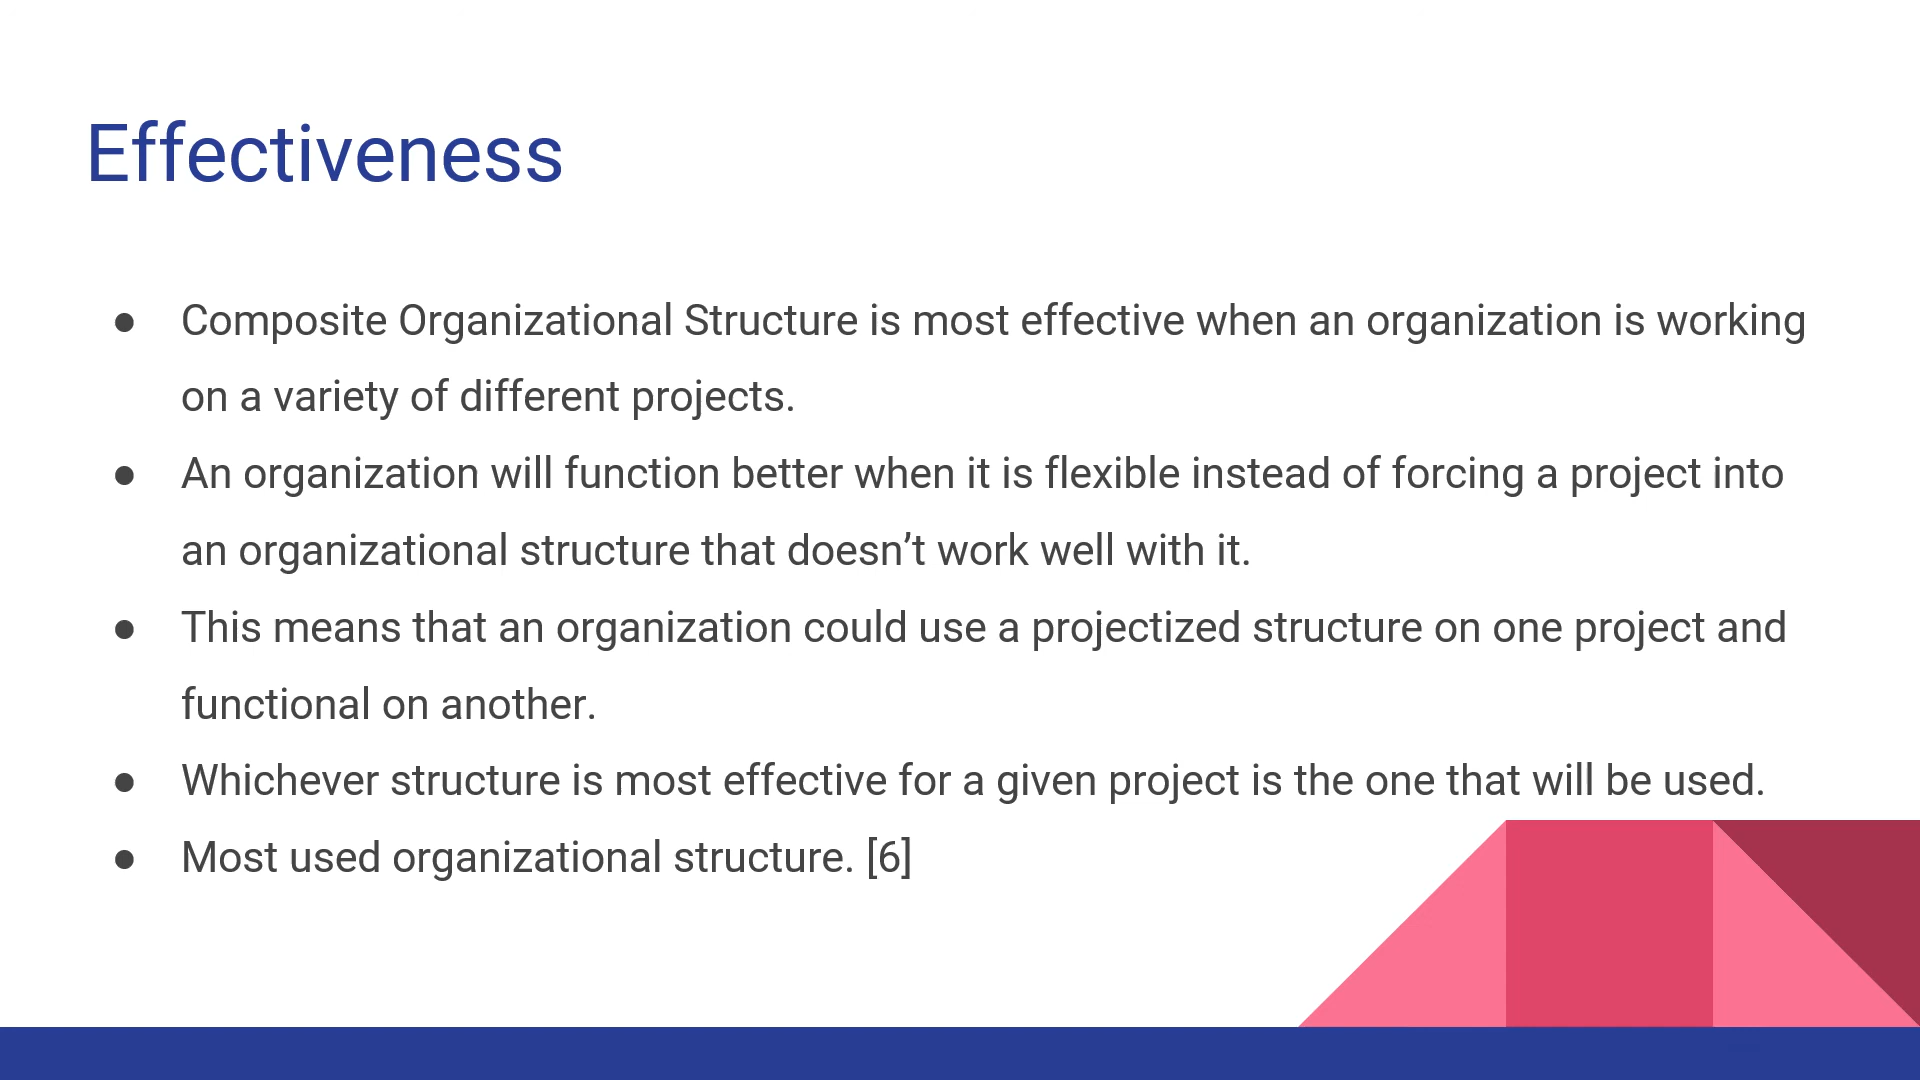 Effectiveness
● Composite Organizational Structure is most effective when an organization is working
on a variety of different projects.
● An organization will function better when it is flexible instead of forcing a project into
an organizational structure that doesn’t work well with it.
● This means that an organization could use a projectized structure on one project and
functional on another.
● Whichever structure is most effective for a given project is the one that will be used.
● Most used organizational structure. [6]